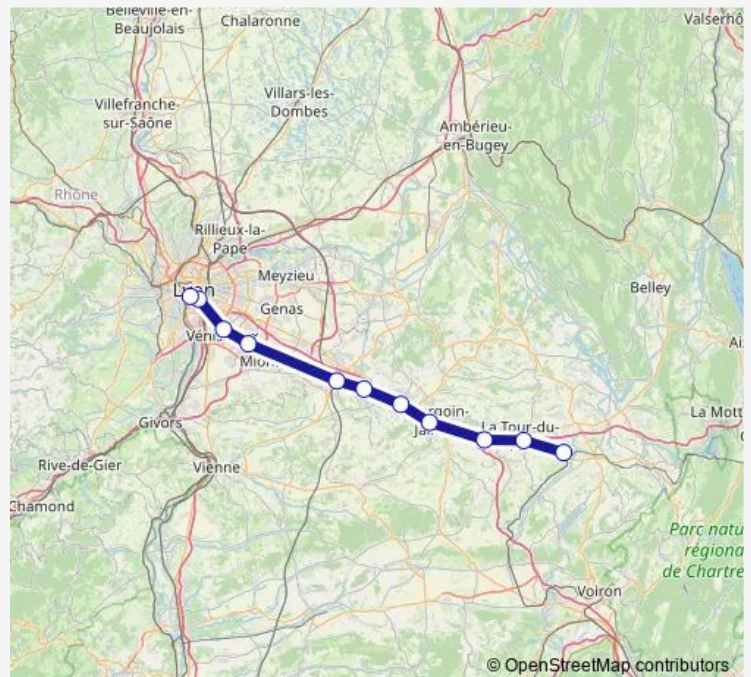 Belleville-en-
Beaujolais
Chalaronne
Valserhô
Villefranche-
sur-Saône
Villars-les-
Dombes
Ambérieu-
en-Bugey
Rhône
Rillieux-la-
Pape
Meyzieu
Belley
Genas
Aix
La Mott
La Tour-du-
Givors
Rive-de-Gier
Vienne
Chamond
Parc natu
régiona
de Chartre
Voiron
© OpenStreetMap contributors